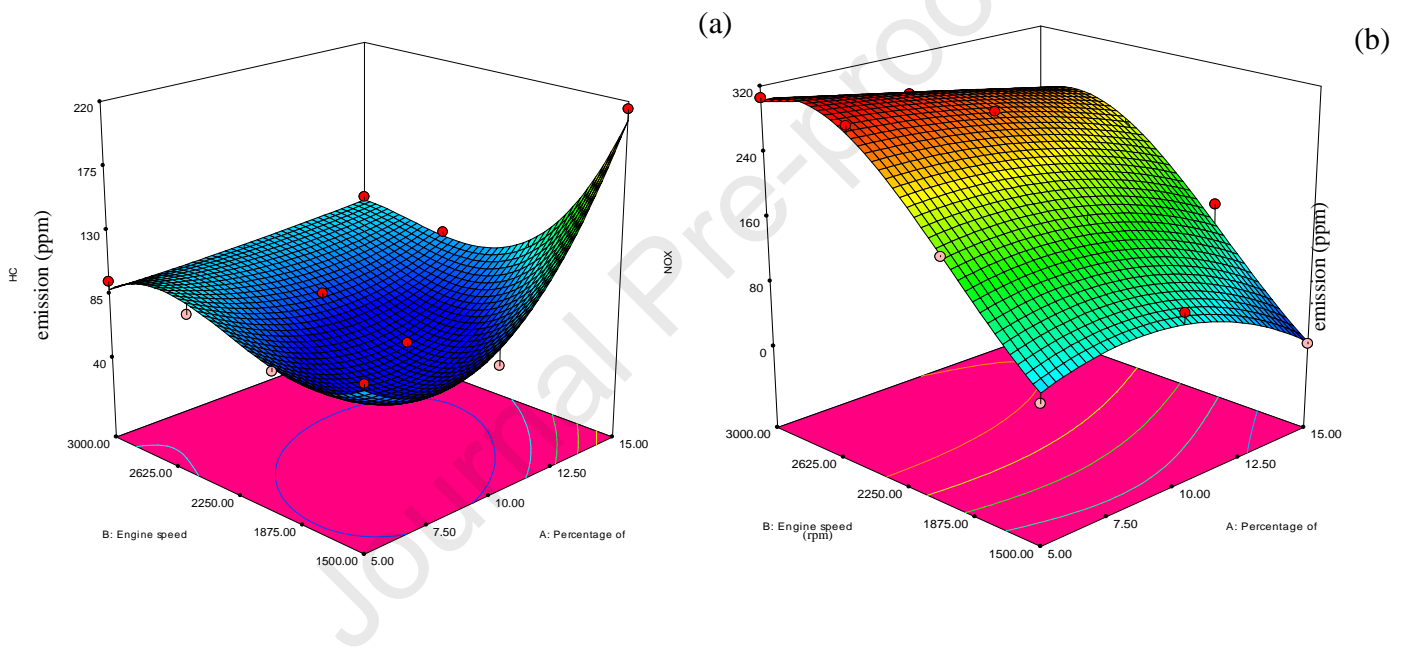 (a)
220
175
130
85
40
HC
emission (ppm)
3000.00
2625.00
2250.00
1875.00
1500.00
5.00
7.50
10.00
12.50
15.00
B: Engine speed
A: Percentage of
(b)
320
240
160
80
0
NOX
emission (ppm)
3000.00
2625.00
2250.00
1875.00
1500.00
5.00
7.50
10.00
12.50
15.00
B: Engine speed
(rpm)
A: Percentage of
Journal Pre-proo